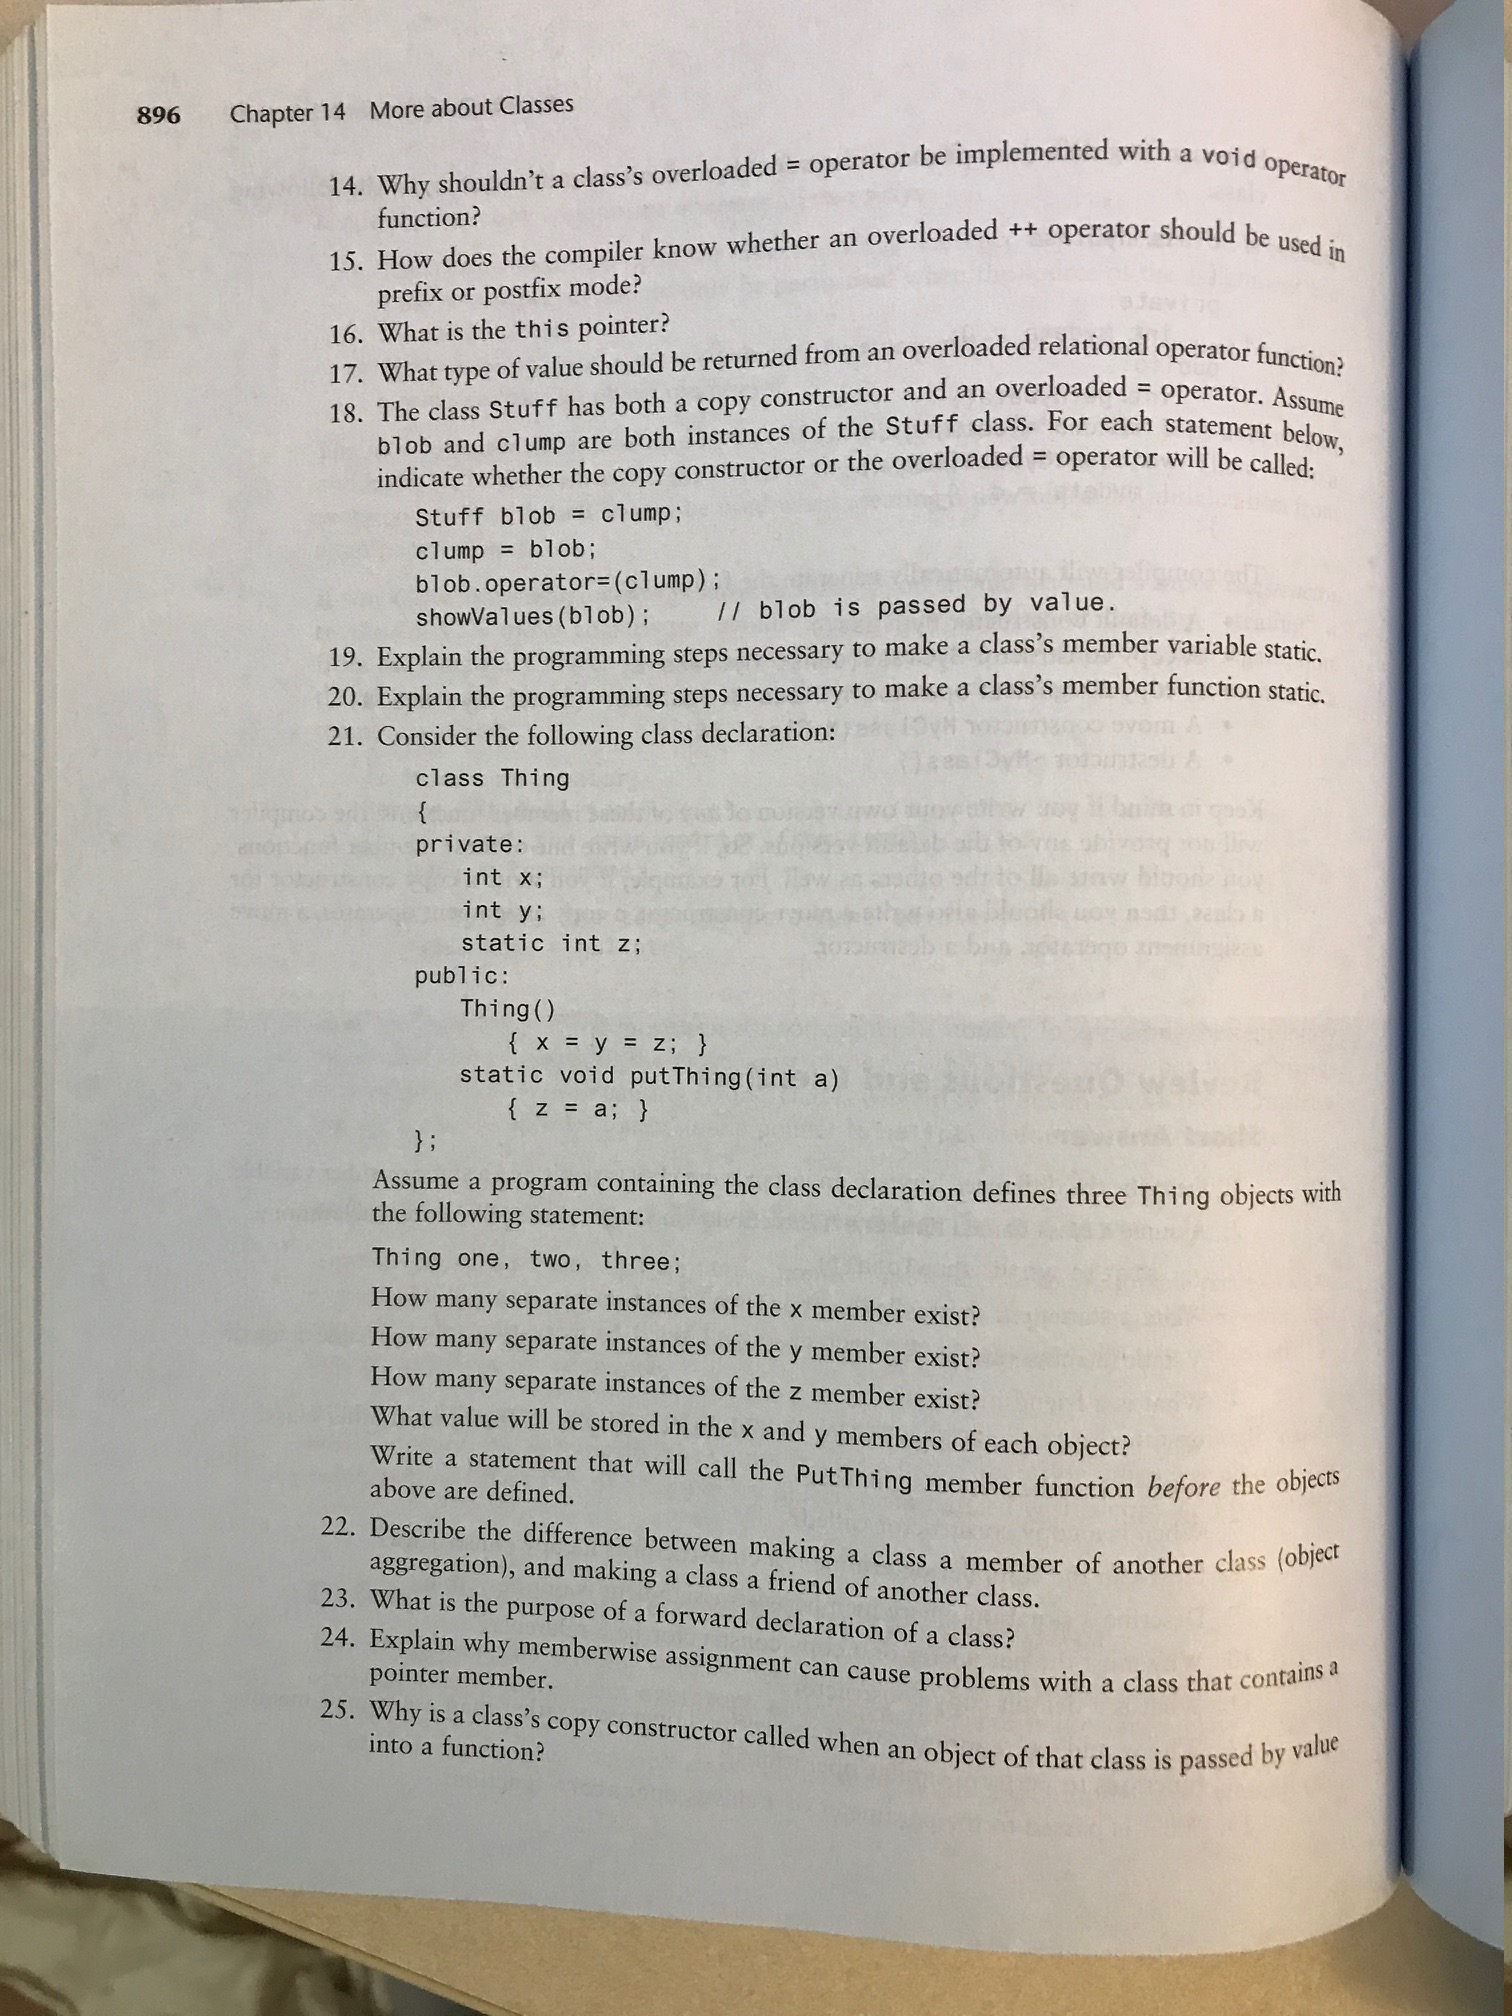 896 Chapter 14 More about Classes
14. Why shouldn't a class's overloaded = operator be implemented with a void operator
function?
15. How does the compiler know whether an overloaded ++ operator should be used in
prefix or postfix mode?
16. What is the this pointer?
17. What type of value should be returned from an overloaded relational operator function?
18. The class Stuff has both a copy constructor and an overloaded = operator. Assume
blob and clump are both instances of the Stuff class. For each statement below,
indicate whether the copy constructor or the overloaded = operator will be called:
Stuff blob = clump;
clump = blob;
blob.operator=(clump);
showValues(blob); // blob is passed by value.
19. Explain the programming steps necessary to make a class's member variable static.
20. Explain the programming steps necessary to make a class's member function static.
21. Consider the following class declaration:
class Thing
{
private:
int x;
int y;
static int z;
public:
Thing()
{ x = y = z; }
static void putThing(int a)
{ z = a; }
};
Assume a program containing the class declaration defines three Thing objects with
the following statement:
Thing one, two, three;
How many separate instances of the x member exist?
How many separate instances of the y member exist?
How many separate instances of the z member exist?
What value will be stored in the x and y members of each object?
Write a statement that will call the PutThing member function before the objects
above are defined.
22. Describe the difference between making a class a member of another class (object
aggregation), and making a class a friend of another class.
23. What is the purpose of a forward declaration of a class?
24. Explain why memberwise assignment can cause problems with a class that contains a
pointer member.
25. Why is a class's copy constructor called when an object of that class is passed by value
into a function?